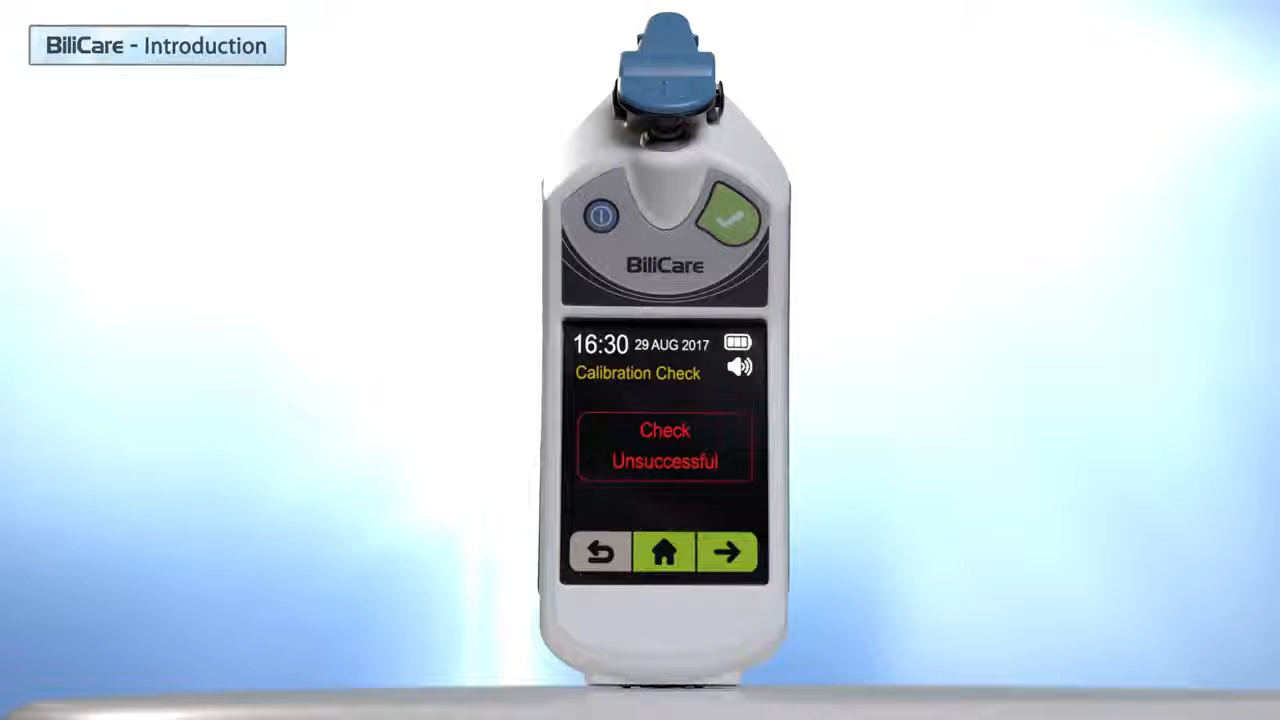 BiliCare - Introduction
BiliCare
16:30 29 AUG 2017
Calibration Check
Check
Unsuccessful